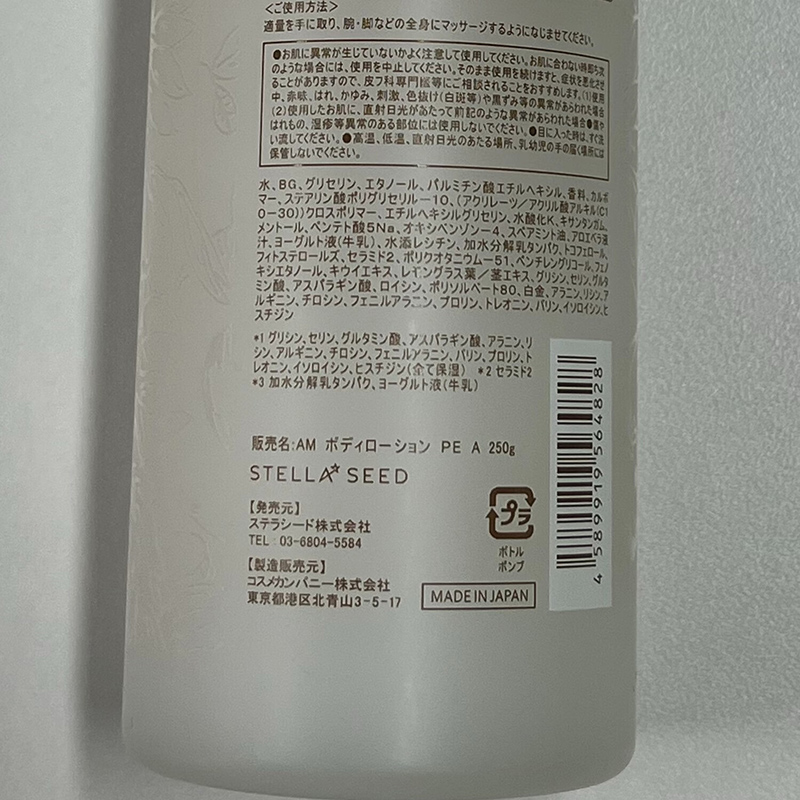 <ご使用方法>
適量を手に取り、腕・脚などの全身にマッサージするようになじませてください。
●お肌に異常が生じていないかよく注意して使用してください。お肌に合わない時即ち次
のような場合には、使用を中止してください。そのまま使用を続けますと、症状を悪化させ
ることがありますので、皮フ科専門医等にご相談されることをおすすめします。(1)使用
中、赤味、はれ、かゆみ、刺激、色抜け(白斑等)や黒ずみ等の異常があらわれた場合
(2)使用したお肌に、直射日光があたって前記のような異常があらわれた場合●傷や
はれもの、湿疹等異常のある部位には使用しないでください。●目に入った時は、すぐ洗
い流してください。●高温、低温、直射日光のあたる場所、乳幼児の手の届く場所には
保管しないでください。
水、BG、グリセリン、エタノール、パルミチン酸エチルヘキシル、香料、カルボ
マー、ステアリン酸ポリグリセリル－10、(アクリレーツ／アクリル酸アルキル(C1
0－30))クロスポリマー、エチルヘキシルグリセリン、水酸化K、キサンタンガム、
メントール、ペンテト酸5Na、オキシベンゾン－4、スペアミント油、アロエベラ液
汁、ヨーグルト液(牛乳)、水添レシチン、加水分解乳タンパク、トコフェロール、
フィトステロールズ、セラミド2、ポリクオタニウム－51、ペンチレングリコール、フェノ
キシエタノール、キウイエキス、レモングラス葉／茎エキス、グリシン、セリン、グルタ
ミン酸、アスパラギン酸、ロイシン、ポリソルベート80、白金、アラニン、リシン、ア
ルギニン、チロシン、フェニルアラニン、プロリン、トレオニン、バリン、イソロイシン、ヒ
スチジン
*1 グリシン、セリン、グルタミン酸、アスパラギン酸、アラニン、リ
シン、アルギニン、チロシン、フェニルアラニン、バリン、プロリン、ト
レオニン、イソロイシン、ヒスチジン(全て保湿) *2 セラミド2
*3 加水分解乳タンパク、ヨーグルト液(牛乳)
販売名:AM ボディローション PE A 250g
STELLA SEED
【発売元】
ステラシード株式会社
TEL : 03-6804-5584
【製造販売元】
コスメカンパニー株式会社
東京都港区北青山3-5-17
プラ
ボトル
ポンプ
MADE IN JAPAN
4 589919 564828